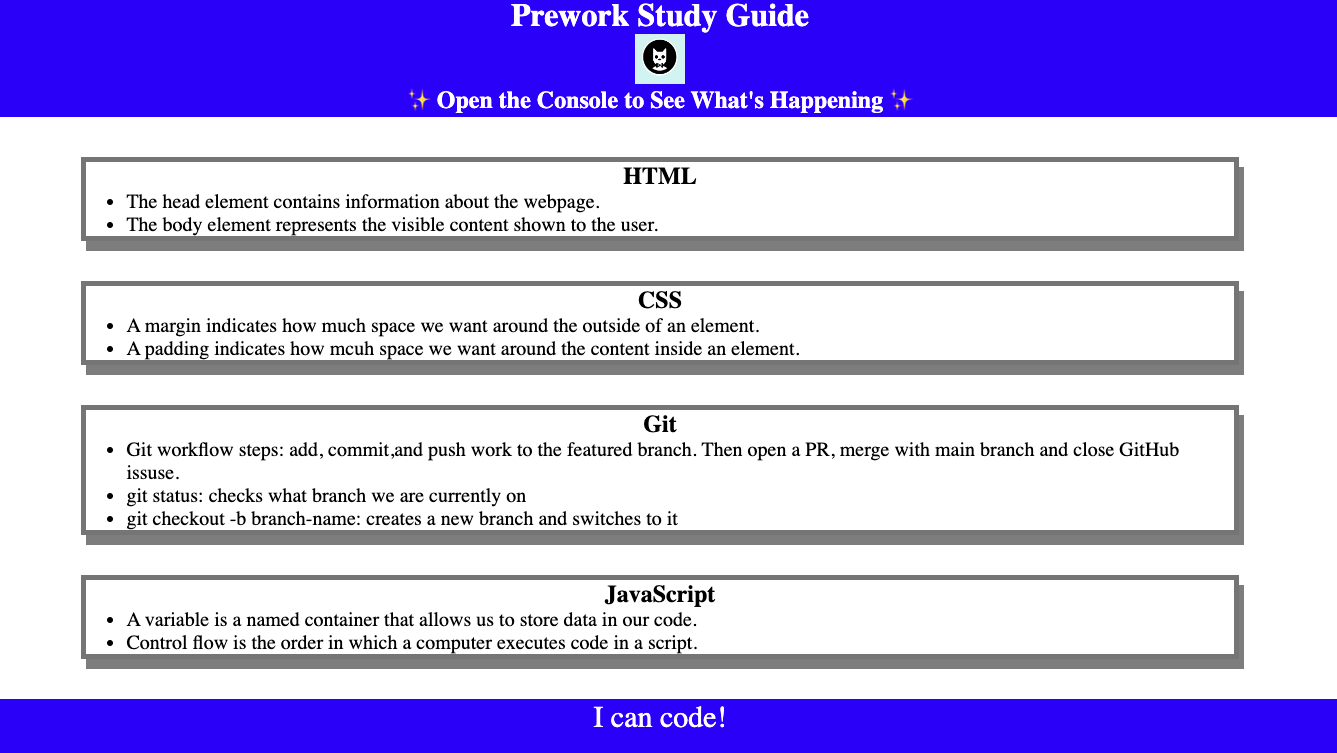 Prework Study Guide
✨ Open the Console to See What's Happening ✨
HTML
• The head element contains information about the webpage.
• The body element represents the visible content shown to the user.
CSS
• A margin indicates how much space we want around the outside of an element.
• A padding indicates how mcuh space we want around the content inside an element.
Git
• Git workflow steps: add, commit,and push work to the featured branch. Then open a PR, merge with main branch and close GitHub
issuse.
• git status: checks what branch we are currently on
• git checkout -b branch-name: creates a new branch and switches to it
JavaScript
• A variable is a named container that allows us to store data in our code.
• Control flow is the order in which a computer executes code in a script.
I can code!